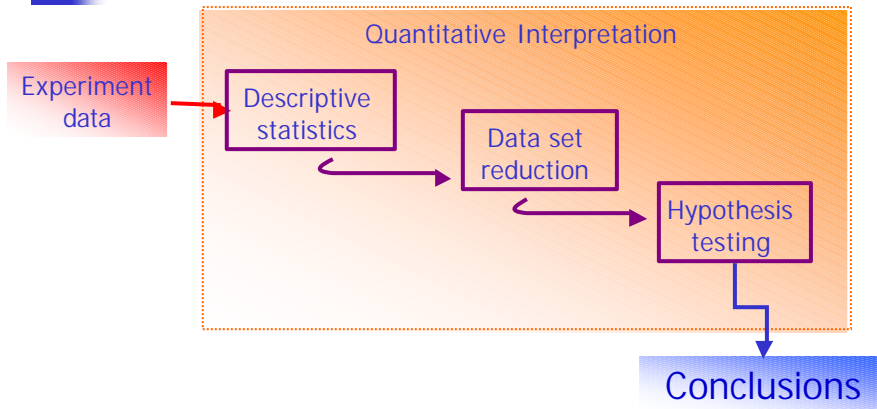 Quantitative Interpretation
Experiment
data
Descriptive
statistics
Data set
reduction
Hypothesis
testing
Conclusions